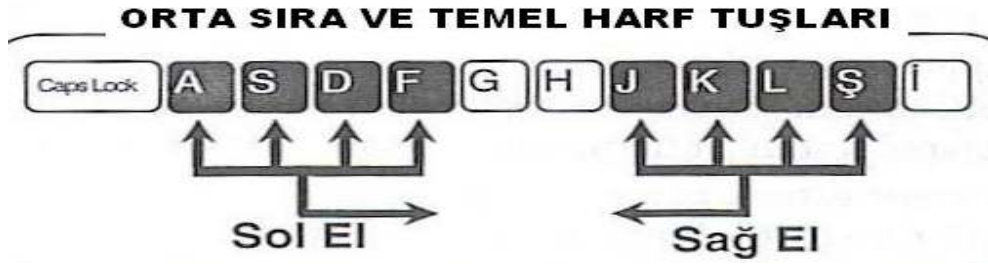 ORTA SIRA VE TEMEL HARF TUŞLARI
Caps Lock A S D F G H J K L Ş İ
Sol El Sağ El